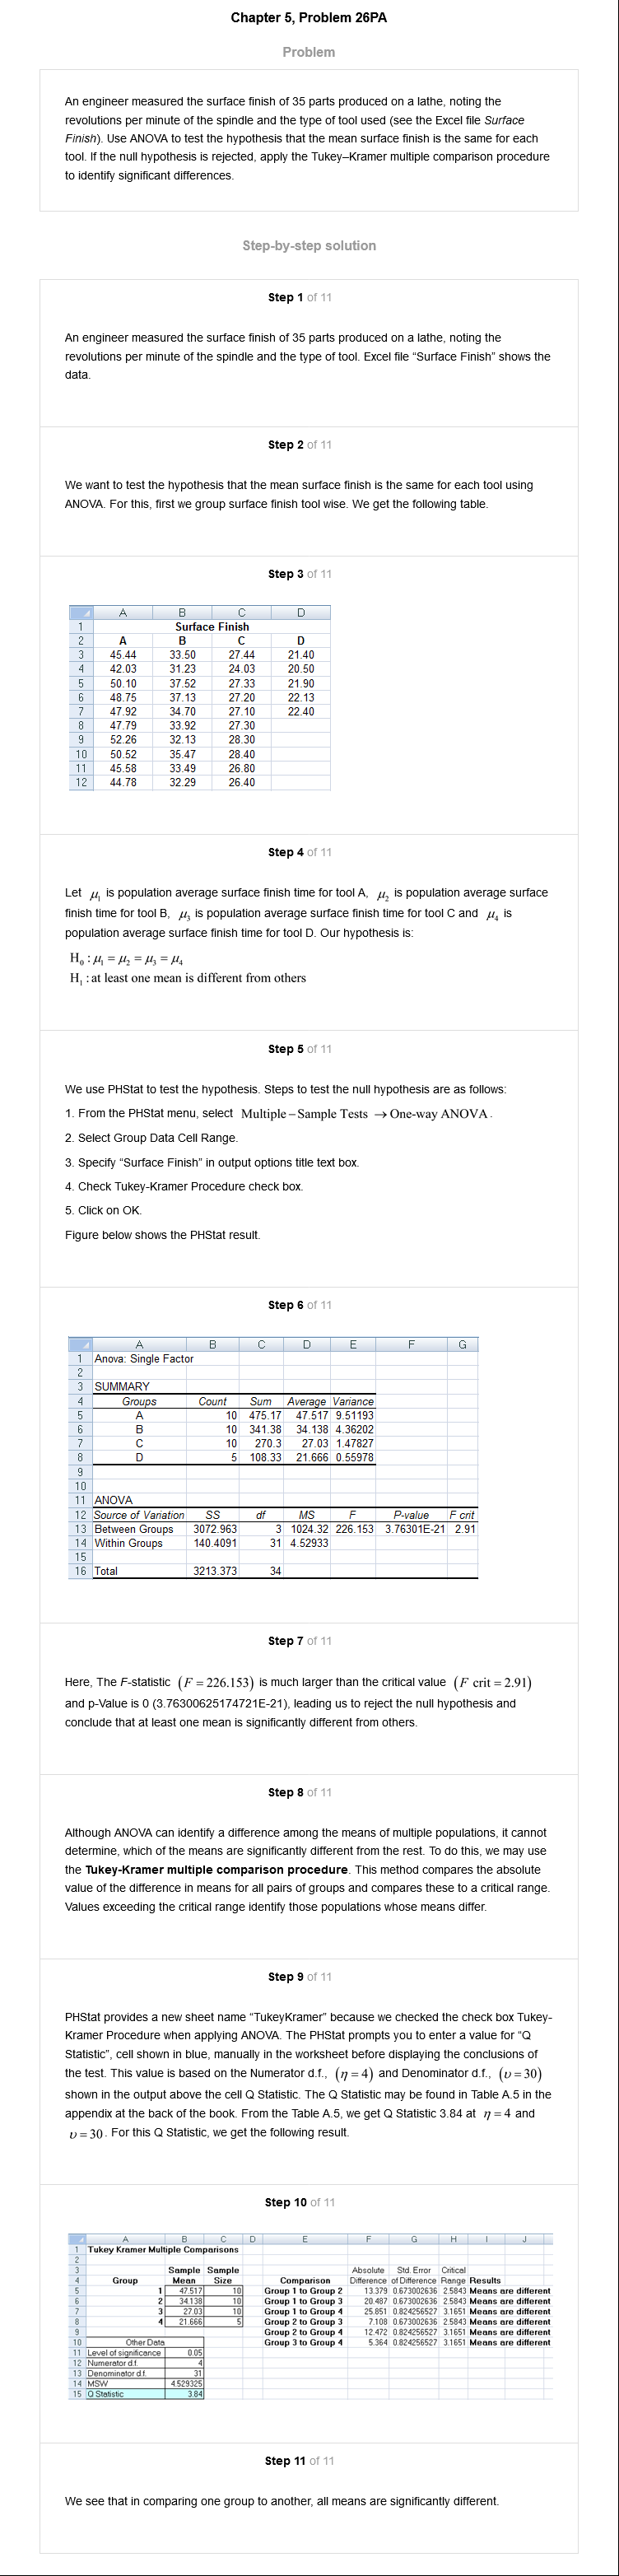 Chapter 5, Problem 26PA
Problem
An engineer measured the surface finish of 35 parts produced on a lathe, noting the
revolutions per minute of the spindle and the type of tool used (see the Excel file Surface
Finish). Use ANOVA to test the hypothesis that the mean surface finish is the same for each
tool. If the null hypothesis is rejected, apply the Tukey–Kramer multiple comparison procedure
to identify significant differences.
Step-by-step solution
Step 1 of 11
An engineer measured the surface finish of 35 parts produced on a lathe, noting the
revolutions per minute of the spindle and the type of tool. Excel file “Surface Finish” shows the
data.
Step 2 of 11
We want to test the hypothesis that the mean surface finish is the same for each tool using
ANOVA. For this, first we group surface finish tool wise. We get the following table.
Step 3 of 11
A B C D
1 Surface Finish
2 A B C D
3 45.44 33.50 27.44 21.40
4 42.03 31.23 24.03 20.50
5 50.10 37.52 27.33 21.90
6 48.75 37.13 27.20 22.13
7 47.92 34.70 27.10 22.40
8 47.79 33.92 27.30
9 52.26 32.13 28.30
10 50.52 35.47 28.40
11 45.58 33.49 26.80
12 44.78 32.29 26.40
Step 4 of 11
Let μ₁ is population average surface finish time for tool A, μ₂ is population average surface
finish time for tool B, μ₃ is population average surface finish time for tool C and μ₄ is
population average surface finish time for tool D. Our hypothesis is:
H₀ : μ₁ = μ₂ = μ₃ = μ₄
H₁ : at least one mean is different from others
Step 5 of 11
We use PHStat to test the hypothesis. Steps to test the null hypothesis are as follows:
1. From the PHStat menu, select Multiple – Sample Tests → One-way ANOVA.
2. Select Group Data Cell Range.
3. Specify “Surface Finish” in output options title text box.
4. Check Tukey-Kramer Procedure check box.
5. Click on OK.
Figure below shows the PHStat result.
Step 6 of 11
A B C D E F G
1 Anova: Single Factor
2
3 SUMMARY
4 Groups Count Sum Average Variance
5 A 10 475.17 47.517 9.51193
6 B 10 341.38 34.138 4.36202
7 C 10 270.3 27.03 1.47827
8 D 5 108.33 21.666 0.55978
9
10
11 ANOVA
12 Source of Variation SS df MS F P-value F crit
13 Between Groups 3072.963 3 1024.32 226.153 3.76301E-21 2.91
14 Within Groups 140.4091 31 4.52933
15
16 Total 3213.373 34
Step 7 of 11
Here, The F-statistic (F = 226.153) is much larger than the critical value (F crit = 2.91)
and p-Value is 0 (3.76300625174721E-21), leading us to reject the null hypothesis and
conclude that at least one mean is significantly different from others.
Step 8 of 11
Although ANOVA can identify a difference among the means of multiple populations, it cannot
determine, which of the means are significantly different from the rest. To do this, we may use
the Tukey-Kramer multiple comparison procedure. This method compares the absolute
value of the difference in means for all pairs of groups and compares these to a critical range.
Values exceeding the critical range identify those populations whose means differ.
Step 9 of 11
PHStat provides a new sheet name “TukeyKramer” because we checked the check box Tukey-
Kramer Procedure when applying ANOVA. The PHStat prompts you to enter a value for “Q
Statistic”, cell shown in blue, manually in the worksheet before displaying the conclusions of
the test. This value is based on the Numerator d.f., (η = 4) and Denominator d.f., (υ = 30)
shown in the output above the cell Q Statistic. The Q Statistic may be found in Table A.5 in the
appendix at the back of the book. From the Table A.5, we get Q Statistic 3.84 at η = 4 and
υ = 30. For this Q Statistic, we get the following result.
Step 10 of 11
A B C D E F G H I J
1 Tukey Kramer Multiple Comparisons
2
3 Sample Sample Absolute Std. Error Critical
4 Group Mean Size Comparison Difference of Difference Range Results
5 1 47.517 10 Group 1 to Group 2 13.379 0.673002636 2.5843 Means are different
6 2 34.138 10 Group 1 to Group 3 20.487 0.673002636 2.5843 Means are different
7 3 27.03 10 Group 1 to Group 4 25.851 0.824256527 3.1651 Means are different
8 4 21.666 5 Group 2 to Group 3 7.108 0.673002636 2.5843 Means are different
9 Group 2 to Group 4 12.472 0.824256527 3.1651 Means are different
10 Other Data Group 3 to Group 4 5.364 0.824256527 3.1651 Means are different
11 Level of significance 0.05
12 Numerator d.f. 4
13 Denominator d.f. 31
14 MSW 4.529325
15 Q Statistic 3.84
Step 11 of 11
We see that in comparing one group to another, all means are significantly different.